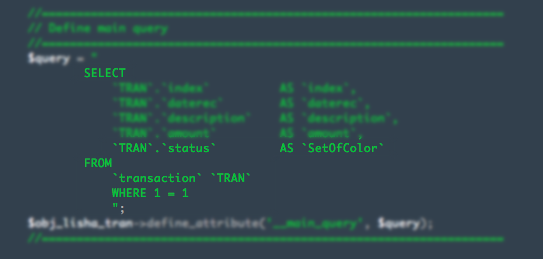 //==========================================================
// Define main query
//==========================================================
$query = "
SELECT
`TRAN`.`index` AS `index`,
`TRAN`.`daterec` AS `daterec`,
`TRAN`.`description` AS `description`,
`TRAN`.`amount` AS `amount`,
`TRAN`.`status` AS `SetOfColor`
FROM
`transaction` `TRAN`
WHERE 1 = 1
";
$obj_lisha_tran->define_attribute('__main_query', $query);
//==========================================================